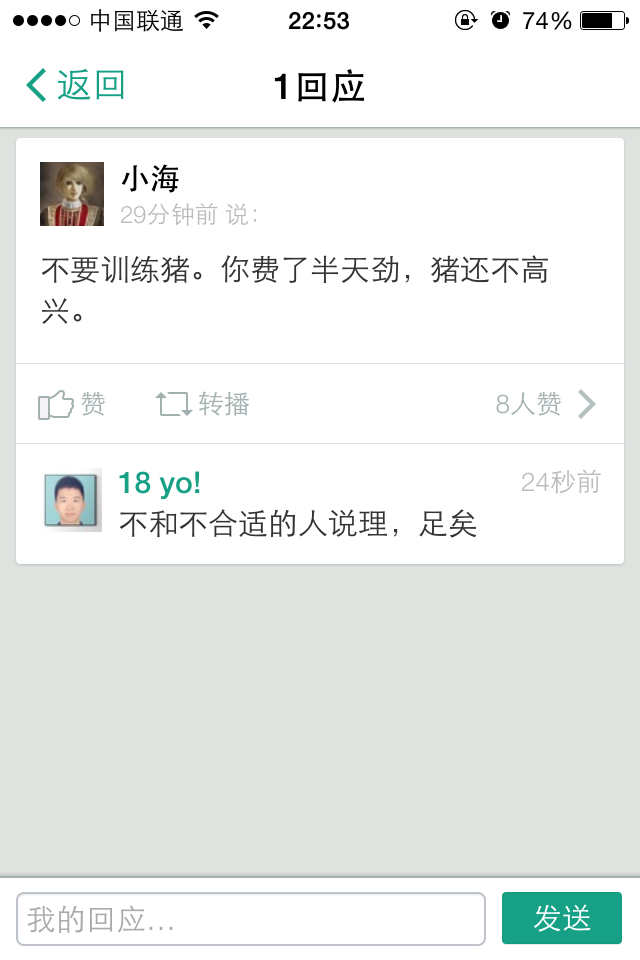 中国联通 22:53 74%
返回 1回应
小海
29分钟前 说：
不要训练猪。你费了半天劲，猪还不高
兴。
赞 转播 8人赞
18 yo! 24秒前
不和不合适的人说理，足矣
我的回应... 发送